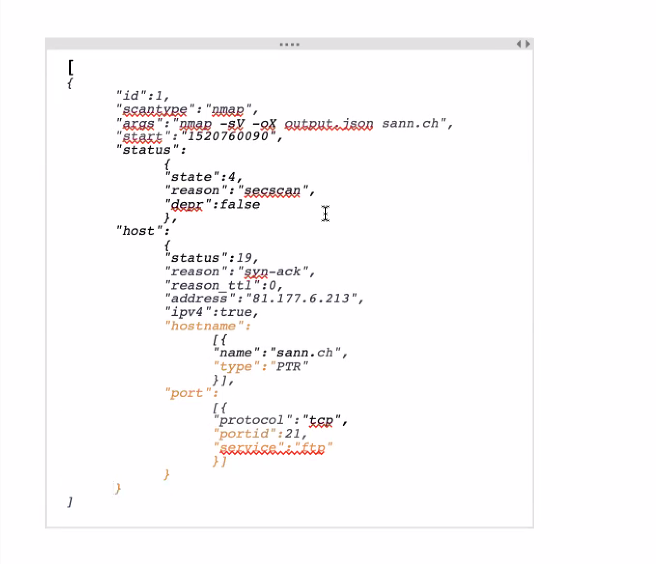 [
{
"id":1,
"scantype":"nmap",
"args":"nmap -sV -oX output.json sann.ch",
"start":"1520760090",
"status":
{
"state":4,
"reason":"secscan",
"depr":false
},
"host":
{
"status":19,
"reason":"syn-ack",
"reason_ttl":0,
"address":"81.177.6.213",
"ipv4":true,
"hostname":
[{
"name":"sann.ch",
"type":"PTR"
}],
"port":
[{
"protocol":"tcp",
"portid":21,
"service":"ftp"
}]
}
}
]